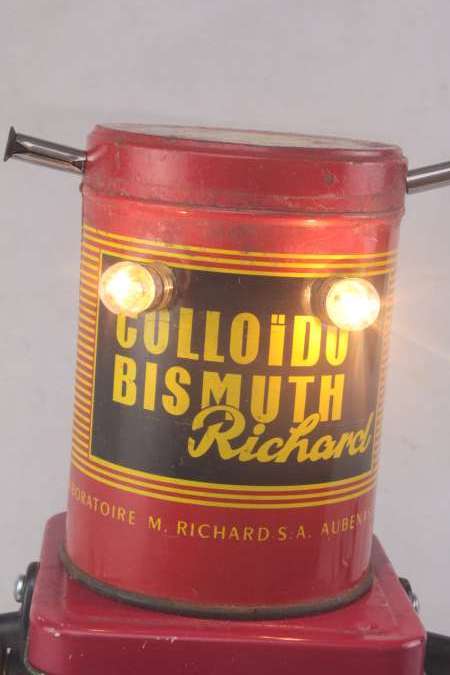 COLLOÏDO
BISMUTH
Richard
BORATOIRE M. RICHARD S.A. AUBEN